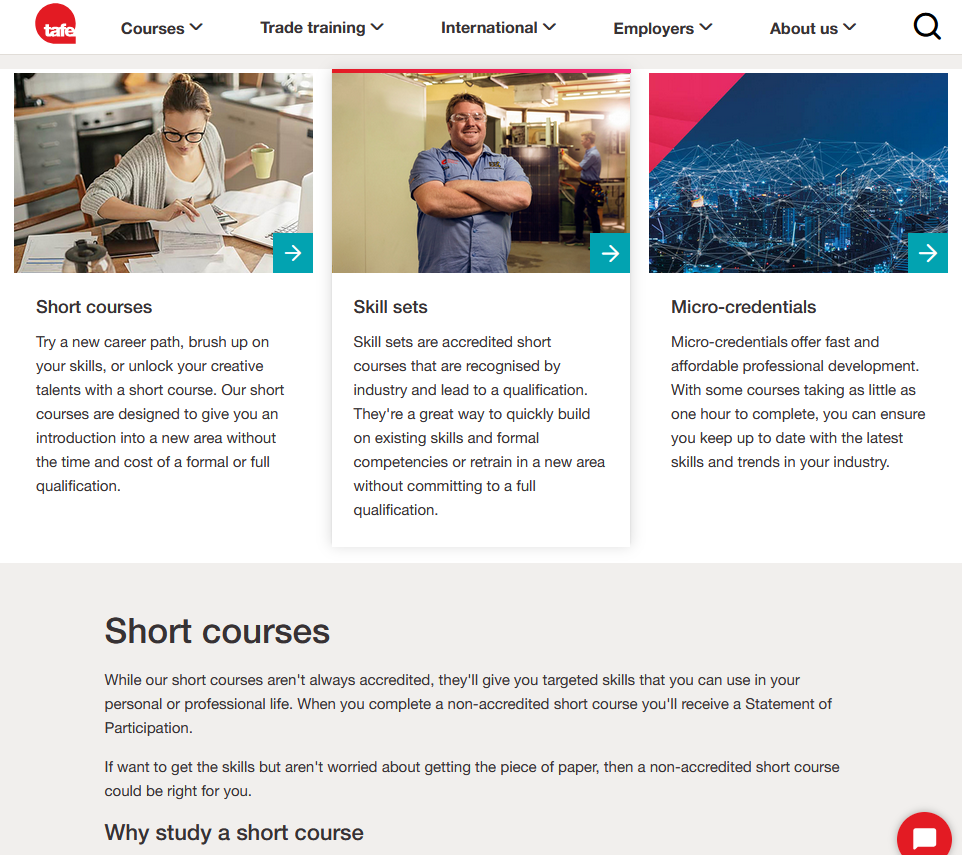 tafe
Courses
Trade training
International
Employers
About us
Short courses
Try a new career path, brush up on
your skills, or unlock your creative
talents with a short course. Our short
courses are designed to give you an
introduction into a new area without
the time and cost of a formal or full
qualification.
Skill sets
Skill sets are accredited short
courses that are recognised by
industry and lead to a qualification.
They're a great way to quickly build
on existing skills and formal
competencies or retrain in a new area
without committing to a full
qualification.
Micro-credentials
Micro-credentials offer fast and
affordable professional development.
With some courses taking as little as
one hour to complete, you can ensure
you keep up to date with the latest
skills and trends in your industry.
Short courses
While our short courses aren't always accredited, they'll give you targeted skills that you can use in your
personal or professional life. When you complete a non-accredited short course you'll receive a Statement of
Participation.
If want to get the skills but aren't worried about getting the piece of paper, then a non-accredited short course
could be right for you.
Why study a short course